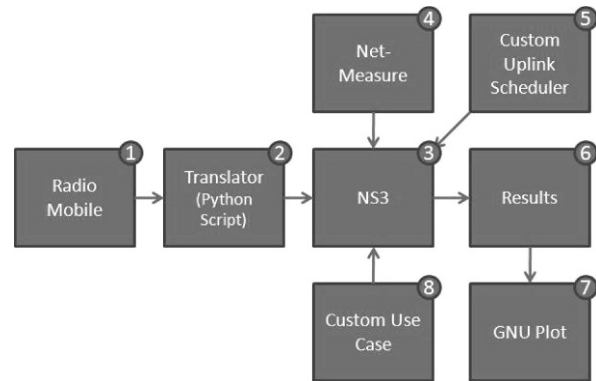 4
Net-
Measure
5
Custom
Uplink
Scheduler
1
Radio
Mobile
2
Translator
(Python
Script)
3
NS3
6
Results
8
Custom Use
Case
7
GNU Plot